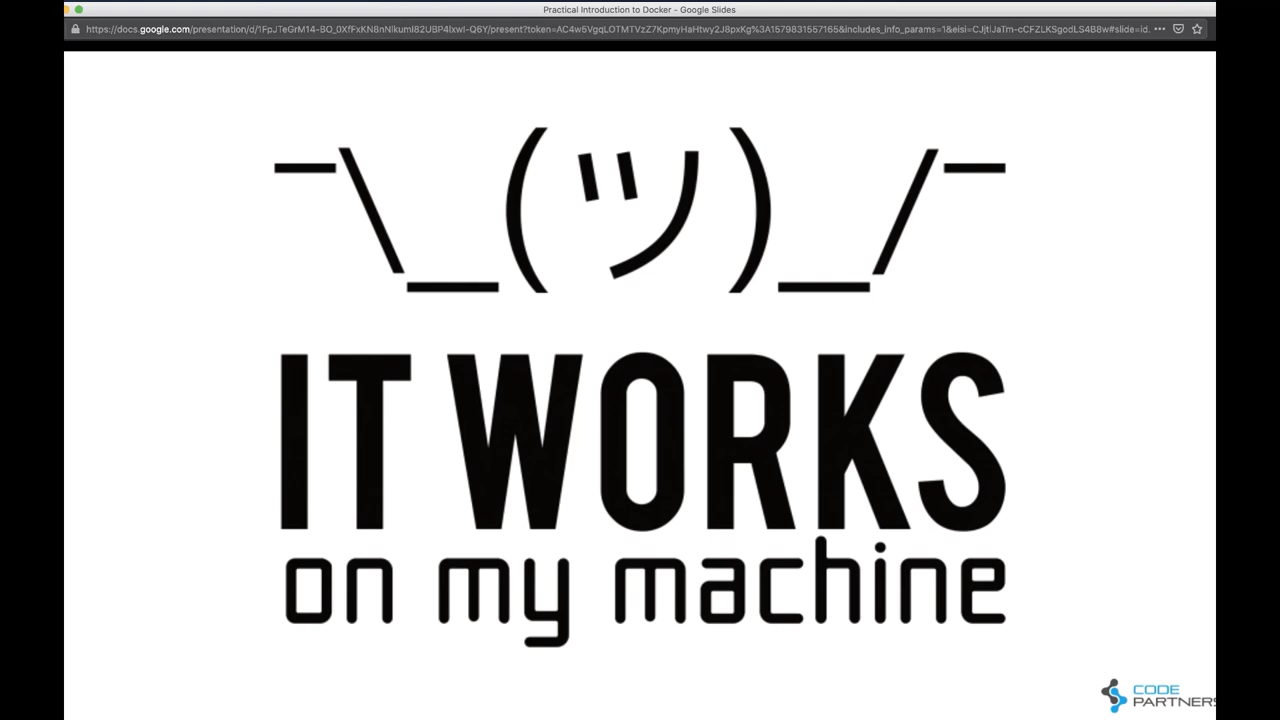 Practical Introduction to Docker - Google Slides
¯\_(ツ)_/¯
IT WORKS
on my machine
CODE
PARTNERS